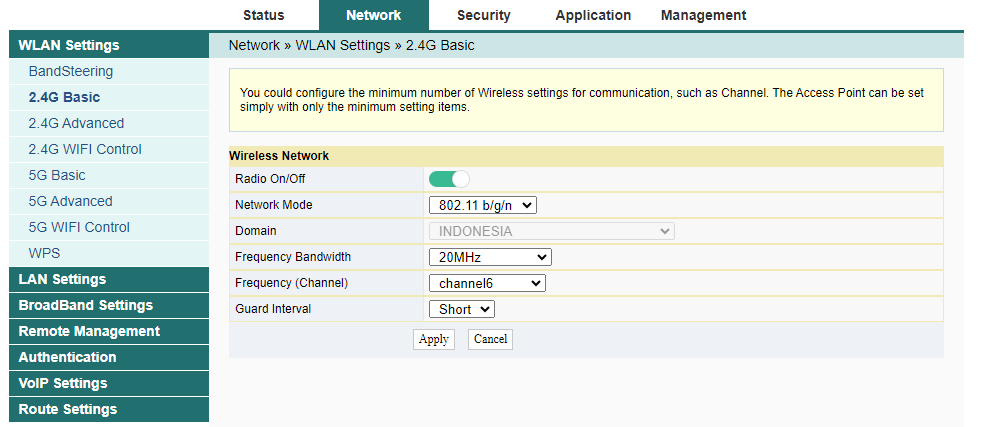 Status Network Security Application Management
WLAN Settings
BandSteering
2.4G Basic
2.4G Advanced
2.4G WIFI Control
5G Basic
5G Advanced
5G WIFI Control
WPS
LAN Settings
BroadBand Settings
Remote Management
Authentication
VoIP Settings
Route Settings
Network » WLAN Settings » 2.4G Basic
You could configure the minimum number of Wireless settings for communication, such as Channel. The Access Point can be set
simply with only the minimum setting items.
Wireless Network
Radio On/Off
Network Mode 802.11 b/g/n
Domain INDONESIA
Frequency Bandwidth 20MHz
Frequency (Channel) channel6
Guard Interval Short
Apply Cancel